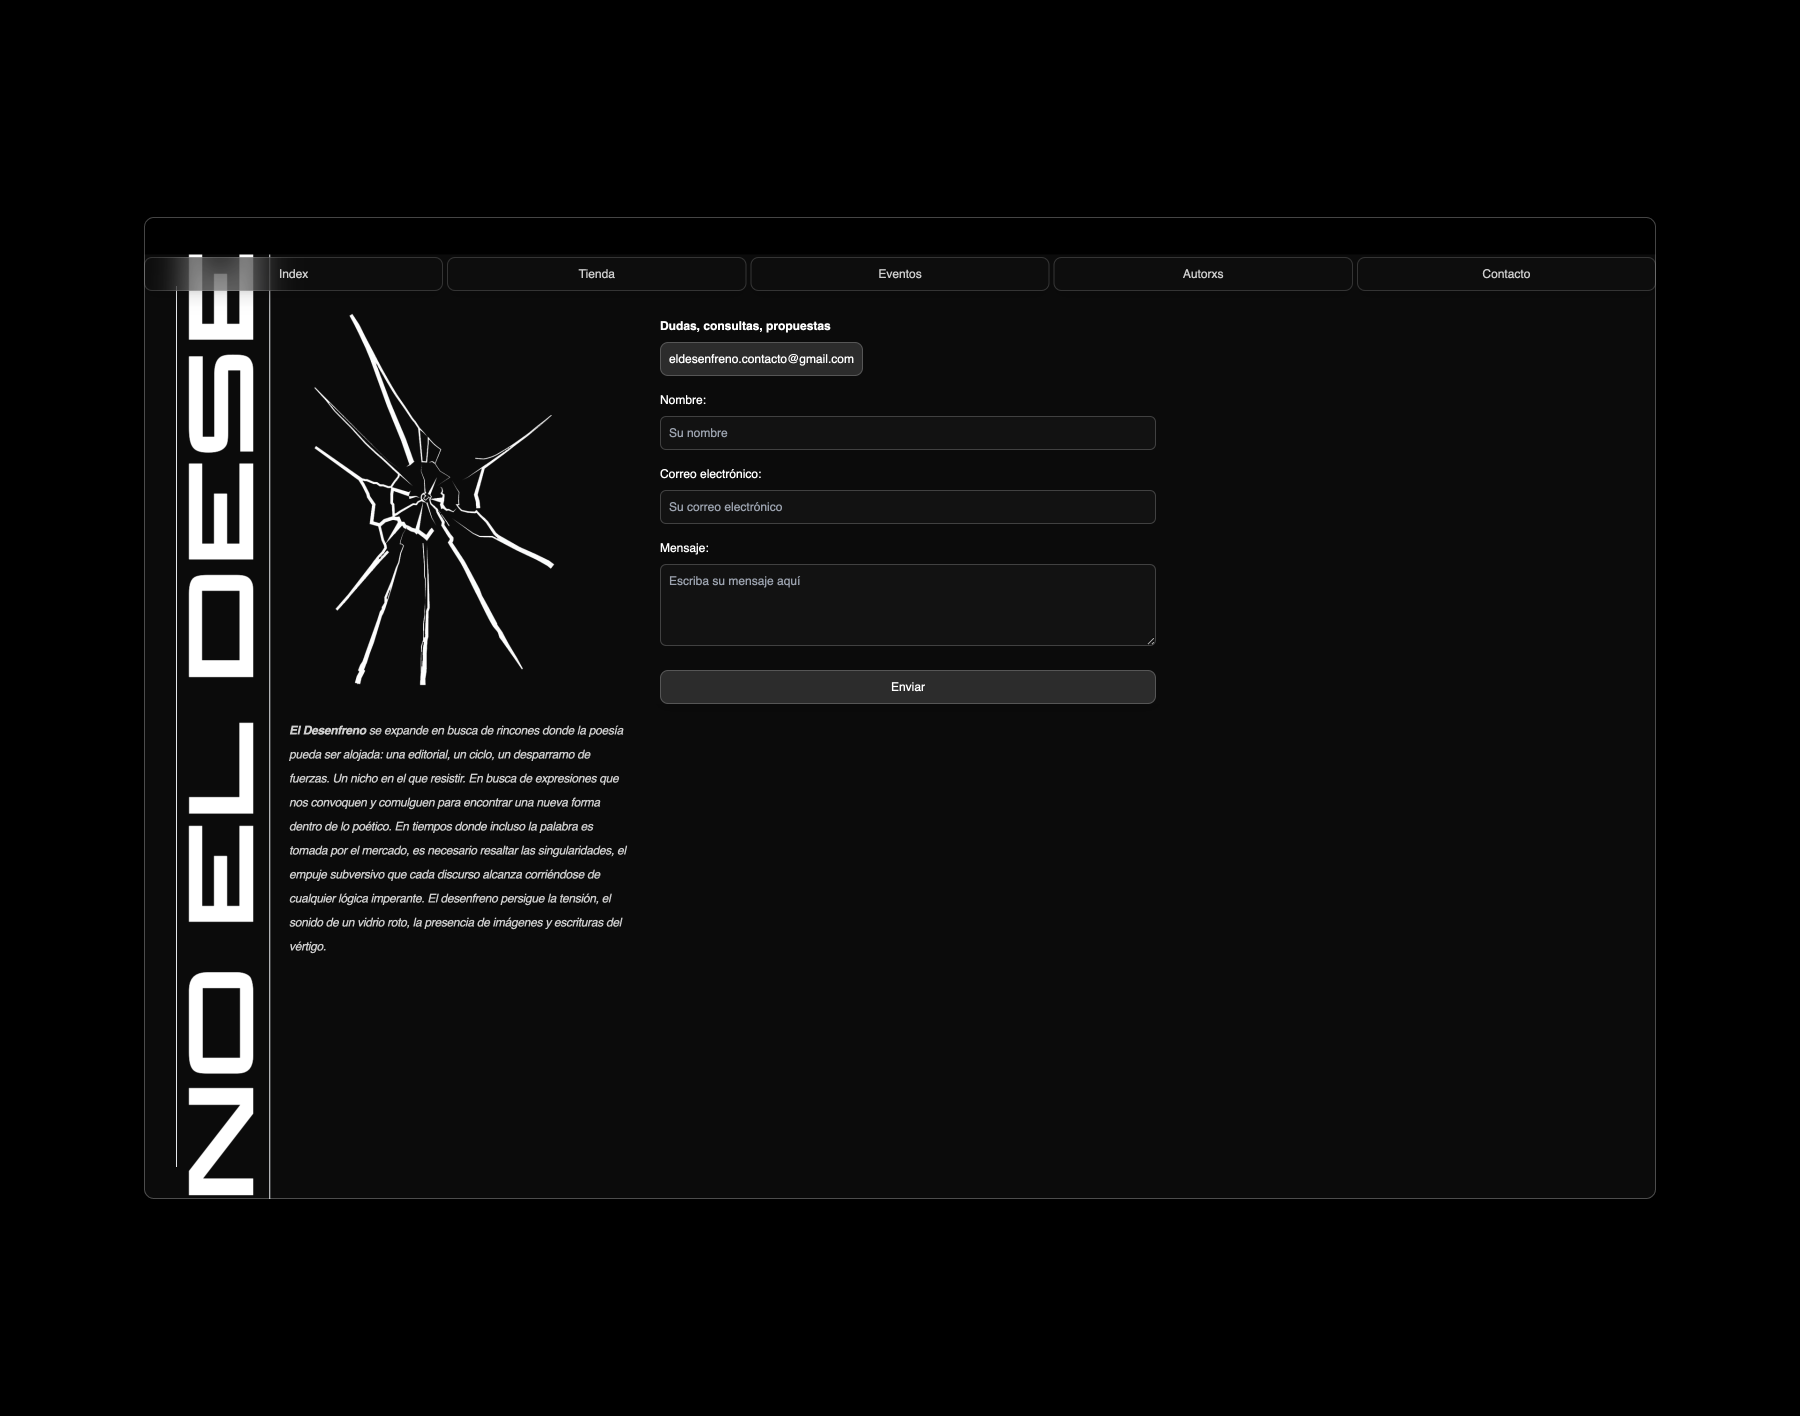 Index
Tienda
Eventos
Autorxs
Contacto
NO EL DESE
Dudas, consultas, propuestas
eldesenfreno.contacto@gmail.com
Nombre:
Su nombre
Correo electrónico:
Su correo electrónico
Mensaje:
Escriba su mensaje aquí
Enviar
El Desenfreno se expande en busca de rincones donde la poesía
pueda ser alojada: una editorial, un ciclo, un desparramo de
fuerzas. Un nicho en el que resistir. En busca de expresiones que
nos convoquen y comulguen para encontrar una nueva forma
dentro de lo poético. En tiempos donde incluso la palabra es
tomada por el mercado, es necesario resaltar las singularidades, el
empuje subversivo que cada discurso alcanza corriéndose de
cualquier lógica imperante. El desenfreno persigue la tensión, el
sonido de un vidrio roto, la presencia de imágenes y escrituras del
vértigo.